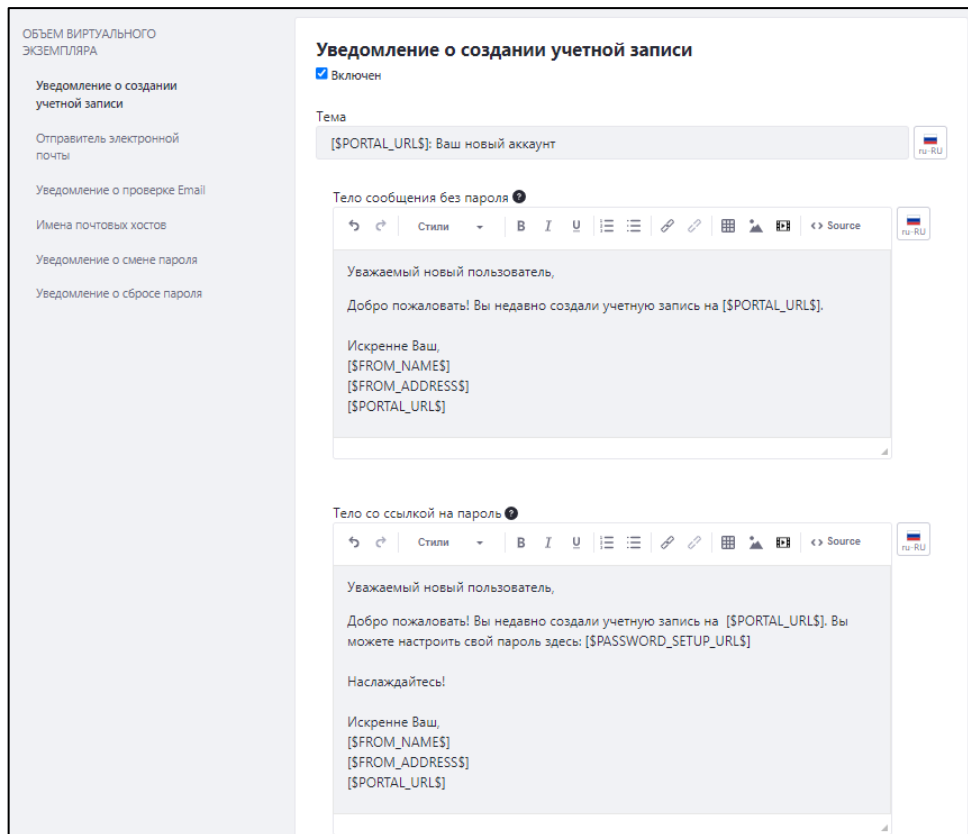 ОБЪЕМ ВИРТУАЛЬНОГО
ЭКЗЕМПЛЯРА
Уведомление о создании
учетной записи
Отправитель электронной
почты
Уведомление о проверке Email
Имена почтовых хостов
Уведомление о смене пароля
Уведомление о сбросе пароля
Уведомление о создании учетной записи
Включен
Тема
[$PORTAL_URL$]: Ваш новый аккаунт
ru-RU
Тело сообщения без пароля ?
Стили B I U <> Source
ru-RU
Уважаемый новый пользователь,
Добро пожаловать! Вы недавно создали учетную запись на [$PORTAL_URL$].
Искренне Ваш,
[$FROM_NAME$]
[$FROM_ADDRESS$]
[$PORTAL_URL$]
Тело со ссылкой на пароль ?
Стили B I U <> Source
ru-RU
Уважаемый новый пользователь,
Добро пожаловать! Вы недавно создали учетную запись на [$PORTAL_URL$]. Вы
можете настроить свой пароль здесь: [$PASSWORD_SETUP_URL$]
Наслаждайтесь!
Искренне Ваш,
[$FROM_NAME$]
[$FROM_ADDRESS$]
[$PORTAL_URL$]